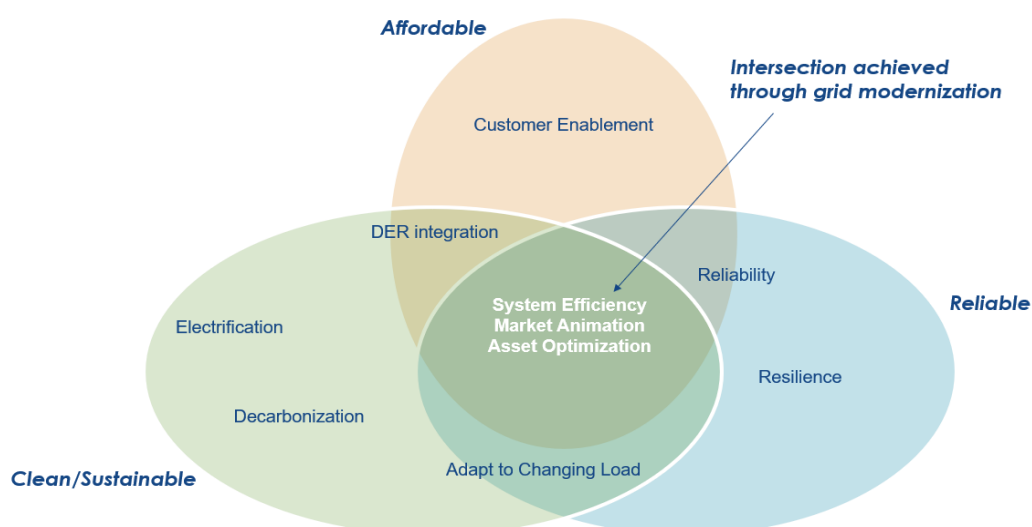 Affordable
Intersection achieved
through grid modernization
Customer Enablement
DER integration
Reliability
System Efficiency
Market Animation
Asset Optimization
Reliable
Electrification
Resilience
Decarbonization
Adapt to Changing Load
Clean/Sustainable